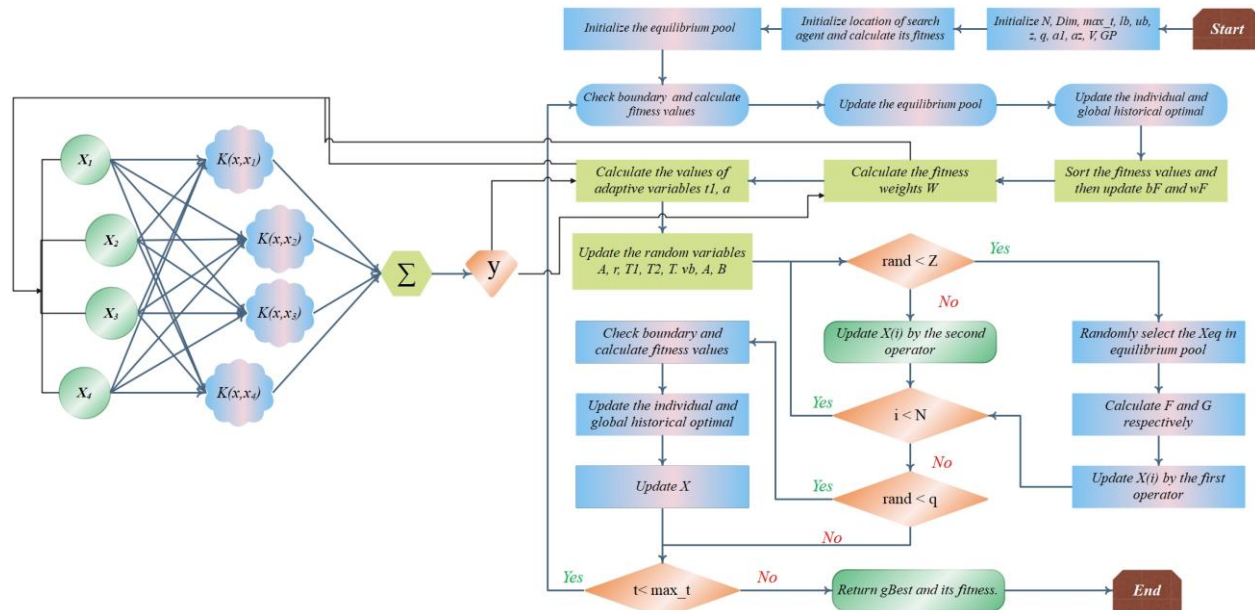 Start
Initialize N, Dim, max_t, lb, ub,
z, q, a1, az, V, GP
Initialize location of search
agent and calculate its fitness
Initialize the equilibrium pool
Check boundary and calculate
fitness values
Update the equilibrium pool
Update the individual and
global historical optimal
Sort the fitness values and
then update bF and wF
Calculate the fitness
weights W
Calculate the values of
adaptive variables t1, a
Update the random variables
A, r, T1, T2, T. vb, A, B
rand < Z
Yes
No
Update X(i) by the second
operator
Randomly select the Xeq in
equilibrium pool
Calculate F and G
respectively
Update X(i) by the first
operator
i < N
Yes
No
rand < q
Yes
No
Check boundary and
calculate fitness values
Update the individual and
global historical optimal
Update X
t< max_t
Yes
No
Return gBest and its fitness.
End
X1
X2
X3
X4
K(x,x1)
K(x,x2)
K(x,x3)
K(x,x4)
Σ
y